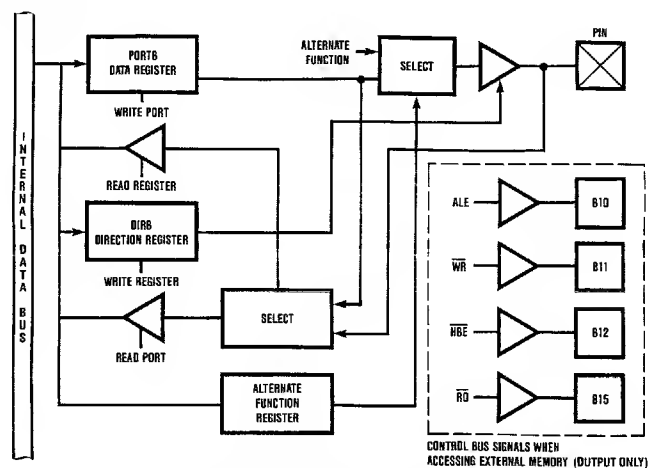 INTERNAL DATA BUS
PORTB
DATA REGISTER
WRITE PORT
READ REGISTER
DIRB
DIRECTION REGISTER
WRITE REGISTER
READ PORT
SELECT
ALTERNATE
FUNCTION
REGISTER
ALTERNATE
FUNCTION
SELECT
PIN
ALE
B10
WR
B11
HBE
B12
RD
B15
CONTROL BUS SIGNALS WHEN
ACCESSING EXTERNAL MEMORY (OUTPUT ONLY)